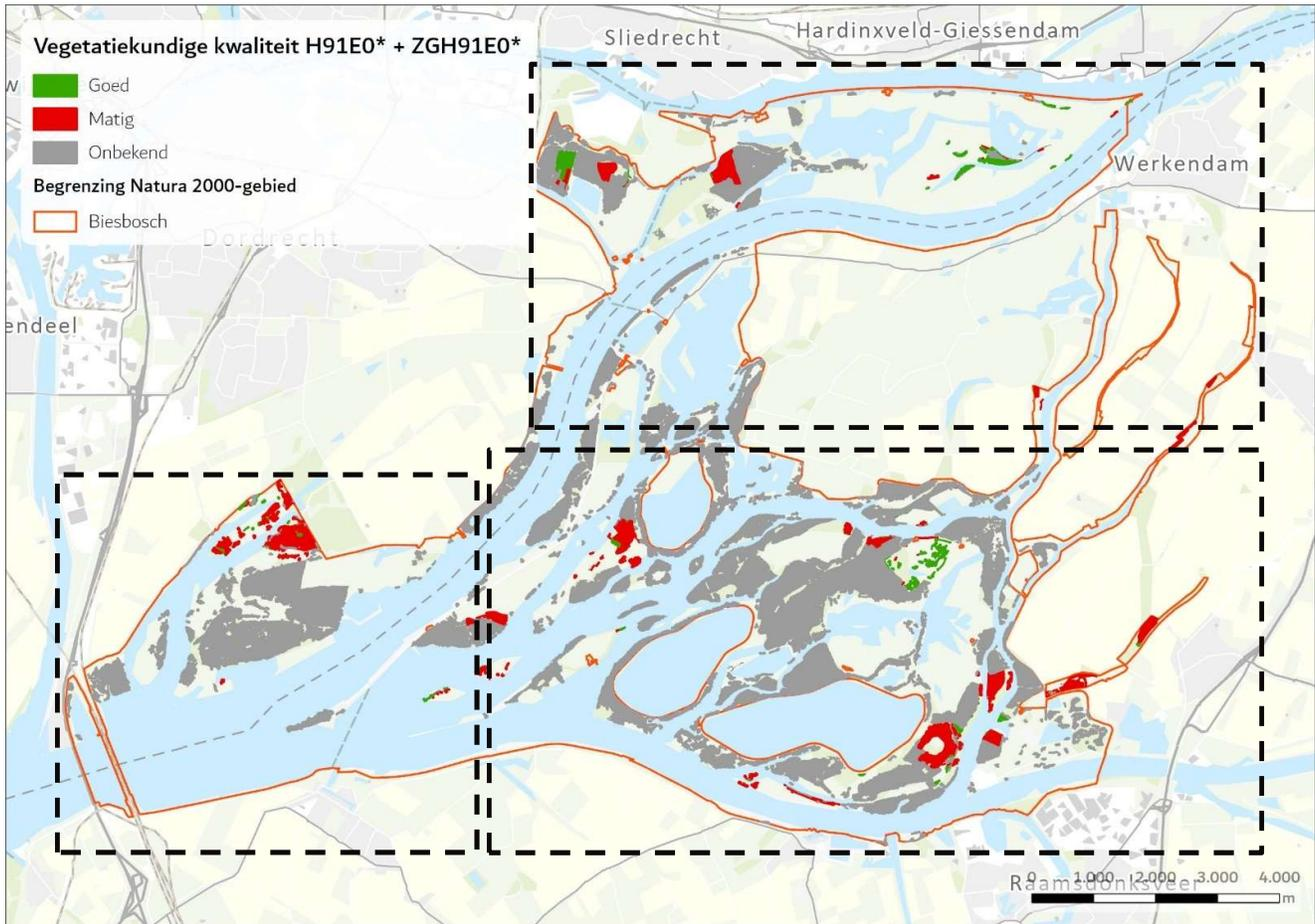 Vegetatiekundige kwaliteit H91E0* + ZGH91E0*
Goed
Matig
Onbekend
Begrenzing Natura 2000-gebied
Biesbosch
Sliedrecht
Hardinxveld-Giessendam
w
Werkendam
Dordrecht
endeel
Raamsdonksveer
0 1.000 2.000 3.000 4.000
m